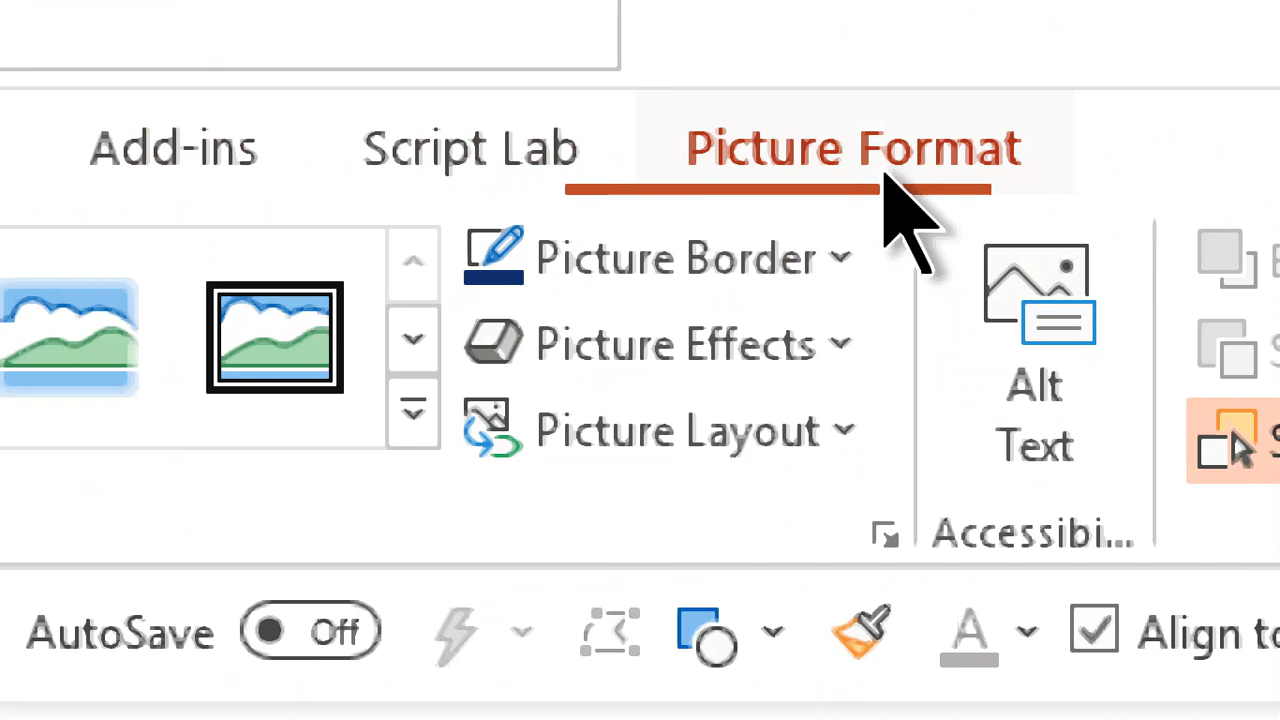 Add-ins Script Lab Picture Format
Picture Border
Picture Effects
Picture Layout
Alt
Text
Accessibi...
AutoSave Off A Align to